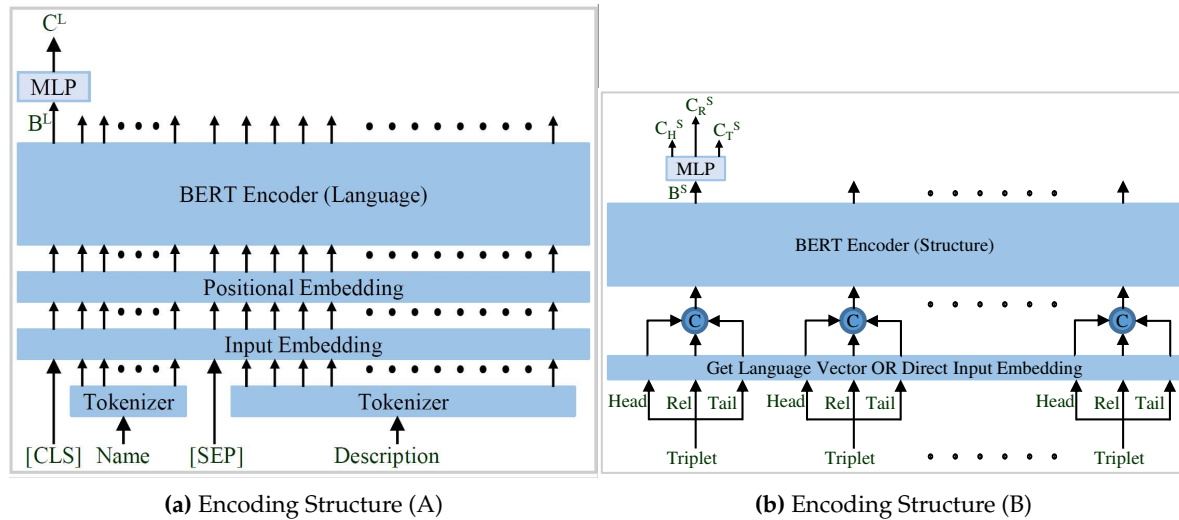 C^L
MLP
B^L
BERT Encoder (Language)
Positional Embedding
Input Embedding
Tokenizer
Tokenizer
[CLS] Name [SEP] Description
(a) Encoding Structure (A)
C_R^S
C_H^S C_T^S
MLP
B^S
BERT Encoder (Structure)
C C C
Get Language Vector OR Direct Input Embedding
Head Rel Tail Head Rel Tail Head Rel Tail
Triplet Triplet Triplet
(b) Encoding Structure (B)